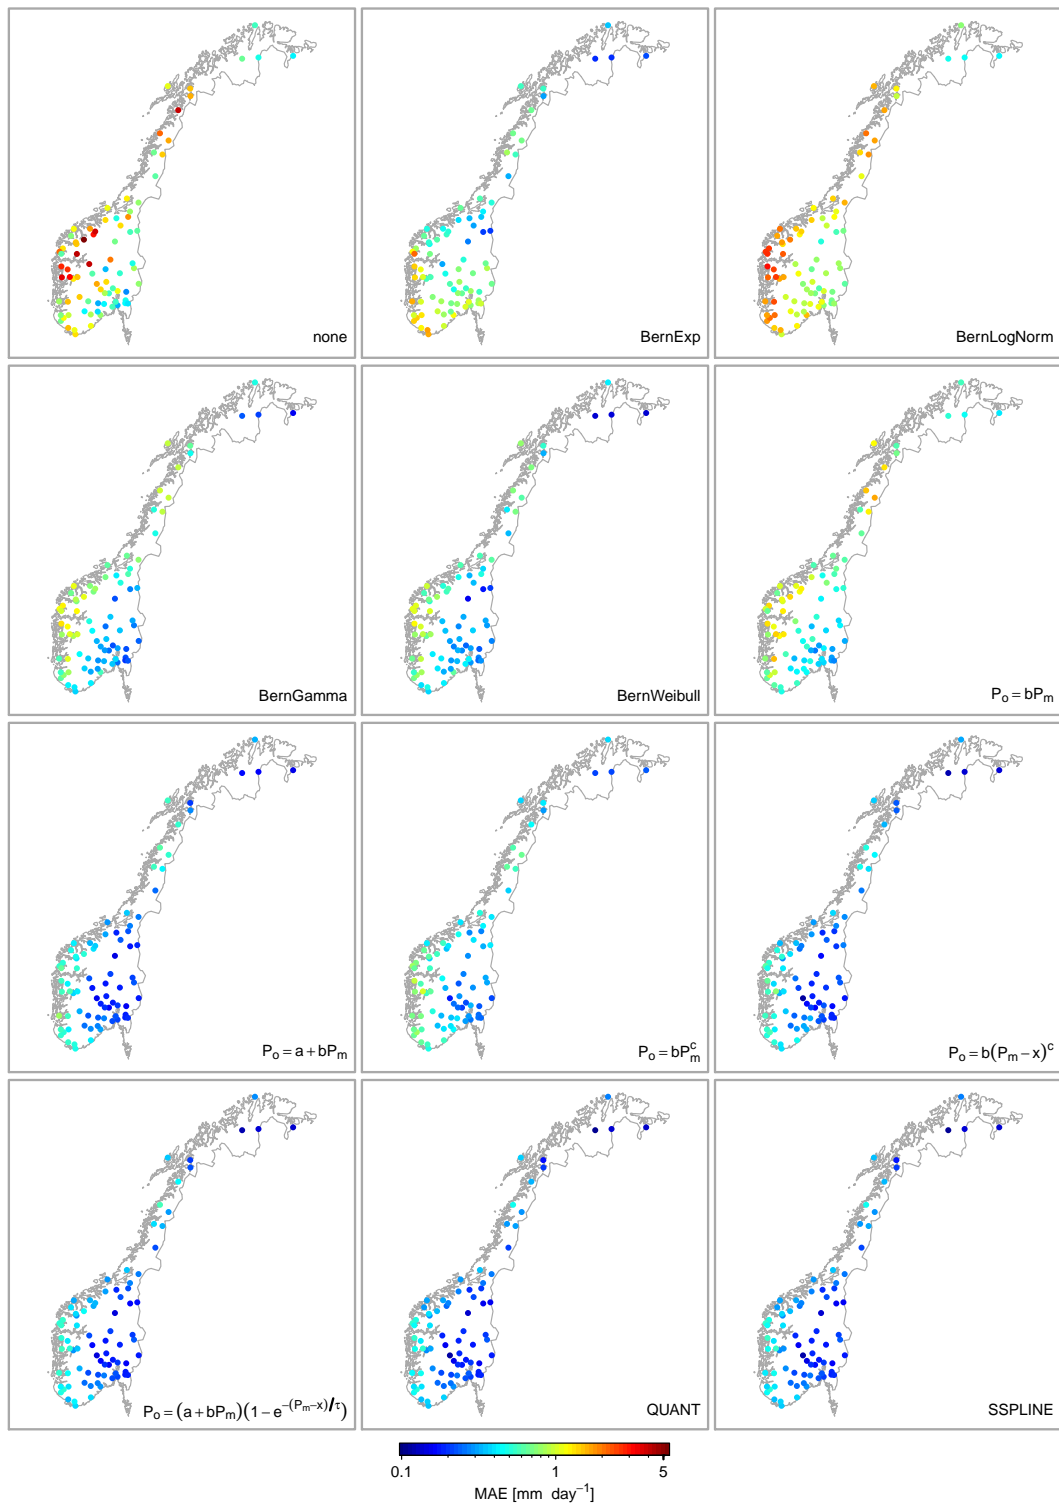 none
BernExp
BernLogNorm
BernGamma
BernWeibull
Pₒ = bPₘ
Pₒ = a + bPₘ
Pₒ = bPₘᶜ
Pₒ = b(Pₘ − x)ᶜ
Pₒ = (a + bPₘ)(1 − e^−(Pₘ−x)/τ)
QUANT
SSPLINE
0.1 1 5
MAE [mm day⁻¹]